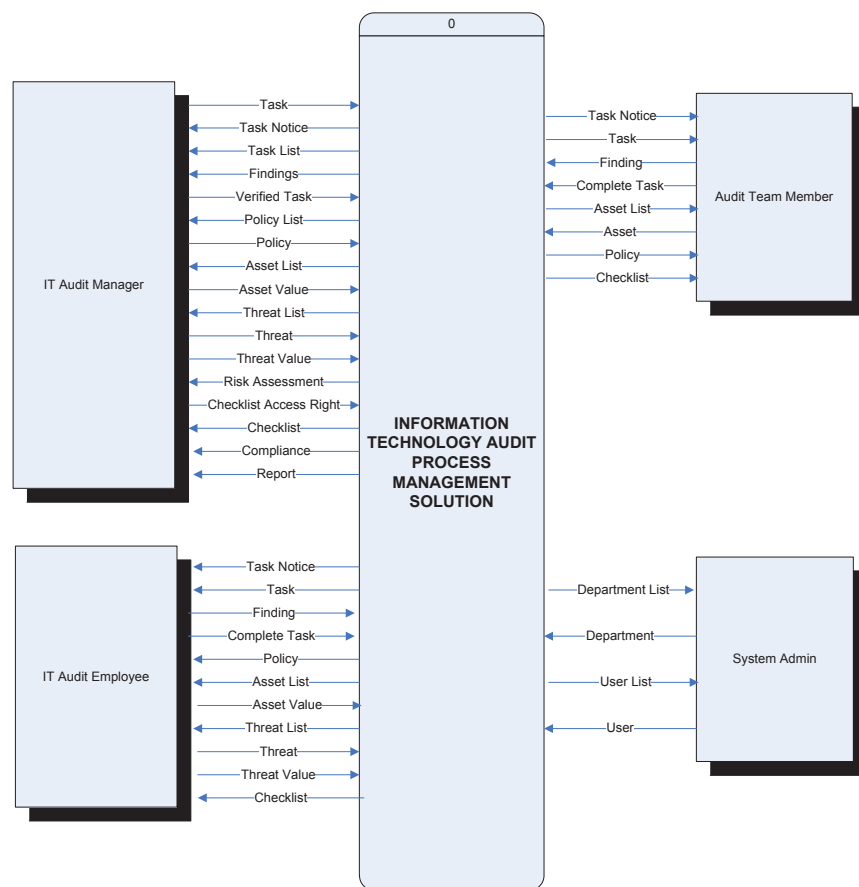 0
IT Audit Manager
Task
Task Notice
Task List
Findings
Verified Task
Policy List
Policy
Asset List
Asset Value
Threat List
Threat
Threat Value
Risk Assessment
Checklist Access Right
Checklist
Compliance
Report
INFORMATION
TECHNOLOGY AUDIT
PROCESS
MANAGEMENT
SOLUTION
Task Notice
Task
Finding
Complete Task
Asset List
Asset
Policy
Checklist
Audit Team Member
IT Audit Employee
Task Notice
Task
Finding
Complete Task
Policy
Asset List
Asset Value
Threat List
Threat
Threat Value
Checklist
Department List
Department
User List
User
System Admin